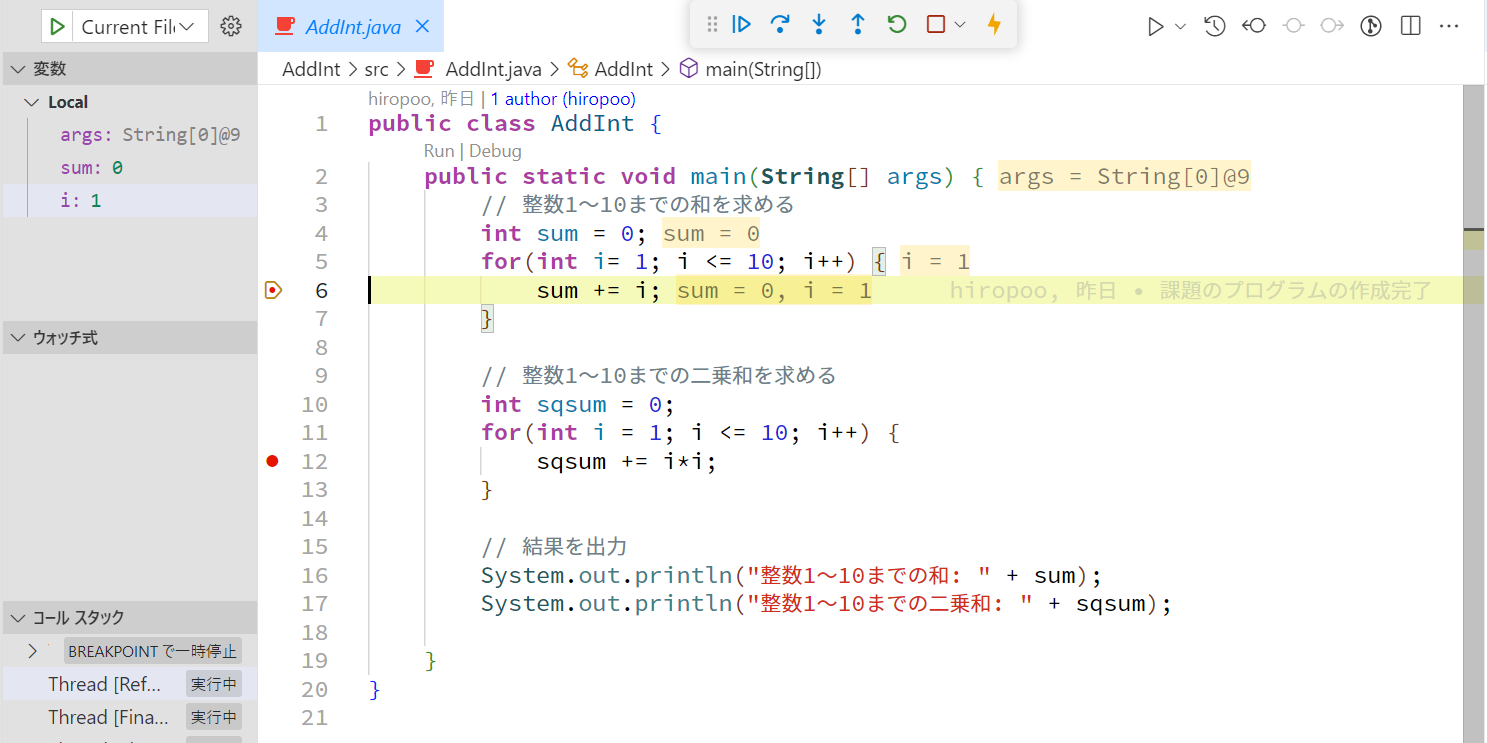 Current Fil
AddInt.java
変数
Local
args: String[0]@9
sum: 0
i: 1
ウォッチ式
コール スタック
BREAKPOINT で一時停止
Thread [Ref... 実行中
Thread [Fina... 実行中
AddInt > src > AddInt.java > AddInt > main(String[])
hiropoo, 昨日 | 1 author (hiropoo)
1 public class AddInt {
Run | Debug
2 public static void main(String[] args) { args = String[0]@9
3 // 整数1～10までの和を求める
4 int sum = 0; sum = 0
5 for(int i= 1; i <= 10; i++) { i = 1
6 sum += i; sum = 0, i = 1 hiropoo, 昨日 • 課題のプログラムの作成完了
7 }
8
9 // 整数1～10までの二乗和を求める
10 int sqsum = 0;
11 for(int i = 1; i <= 10; i++) {
12 sqsum += i*i;
13 }
14
15 // 結果を出力
16 System.out.println("整数1～10までの和: " + sum);
17 System.out.println("整数1～10までの二乗和: " + sqsum);
18
19 }
20 }
21